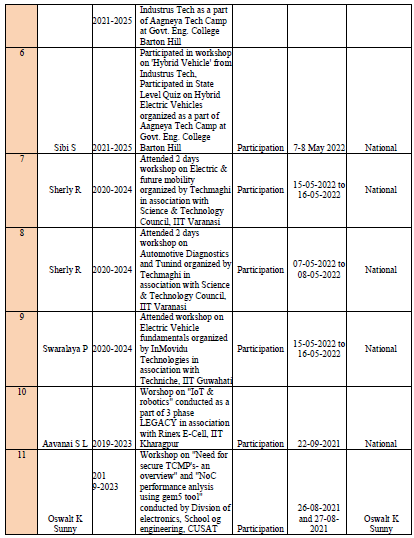 2021-2025
Industrus Tech as a part
of Aagneya Tech Camp
at Govt. Eng. College
Barton Hill
6
Sibi S
2021-2025
Participated in workshop
on 'Hybrid Vehicle' from
Industrus Tech,
Participated in State
Level Quiz on Hybrid
Electric Vehicles
organized as a part of
Aagneya Tech Camp at
Govt. Eng. College
Barton Hill
Participation
7-8 May 2022
National
7
Sherly R
2020-2024
Attended 2 days
workshop on Electric &
future mobility
organized by Techmaghi
in association with
Science & Technology
Council, IIT Varanasi
Participation
15-05-2022 to
16-05-2022
National
8
Sherly R
2020-2024
Attended 2 days
workshop on
Automotive Diagnostics
and Tunind organized by
Techmaghi in
association with Science
& Technology Council,
IIT Varanasi
Participation
07-05-2022 to
08-05-2022
National
9
Swaralaya P
2020-2024
Attended workshop on
Electric Vehicle
fundamentals organized
by InMovidu
Technologies in
association with
Techniche, IIT Guwahati
Participation
15-05-2022 to
16-05-2022
National
10
Aavanai S L
2019-2023
Worshop on "IoT &
robotics" conducted as a
part of 3 phase
LEGACY in association
with Rinex E-Cell, IIT
Kharagpur
Participation
22-09-2021
National
11
Oswalt K
Sunny
201
9-2023
Workshop on "Need for
secure TCMP's- an
overview" and "NoC
performance anlysis
using gem5 tool"
conducted by Divsion of
electronics, School og
engineering, CUSAT
Participation
26-08-2021
and 27-08-
2021
Oswalt K
Sunny